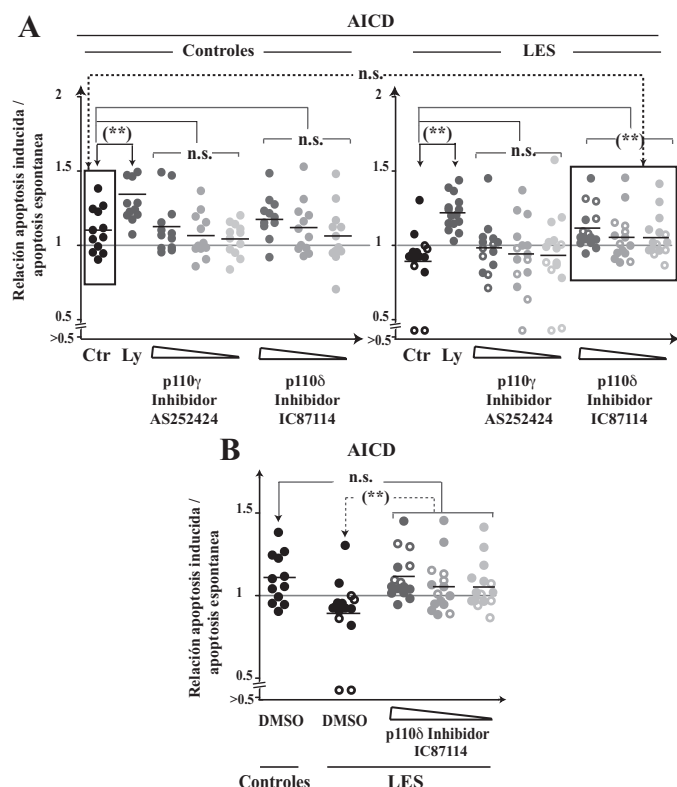 A
AICD
Controles
LES
n.s.
Relación apoptosis inducida /
apoptosis espontanea
2
1.5
1
0.5
>0.5
(**)
n.s.
n.s.
Ctr
Ly
p110γ
Inhibidor
AS252424
p110δ
Inhibidor
IC87114
2
1.5
1
0.5
>0.5
(**)
n.s.
(**)
Ctr
Ly
p110γ
Inhibidor
AS252424
p110δ
Inhibidor
IC87114
B
AICD
n.s.
(**)
Relación apoptosis inducida /
apoptosis espontanea
1.5
1
0.5
>0.5
DMSO
DMSO
p110δ Inhibidor
IC87114
Controles
LES